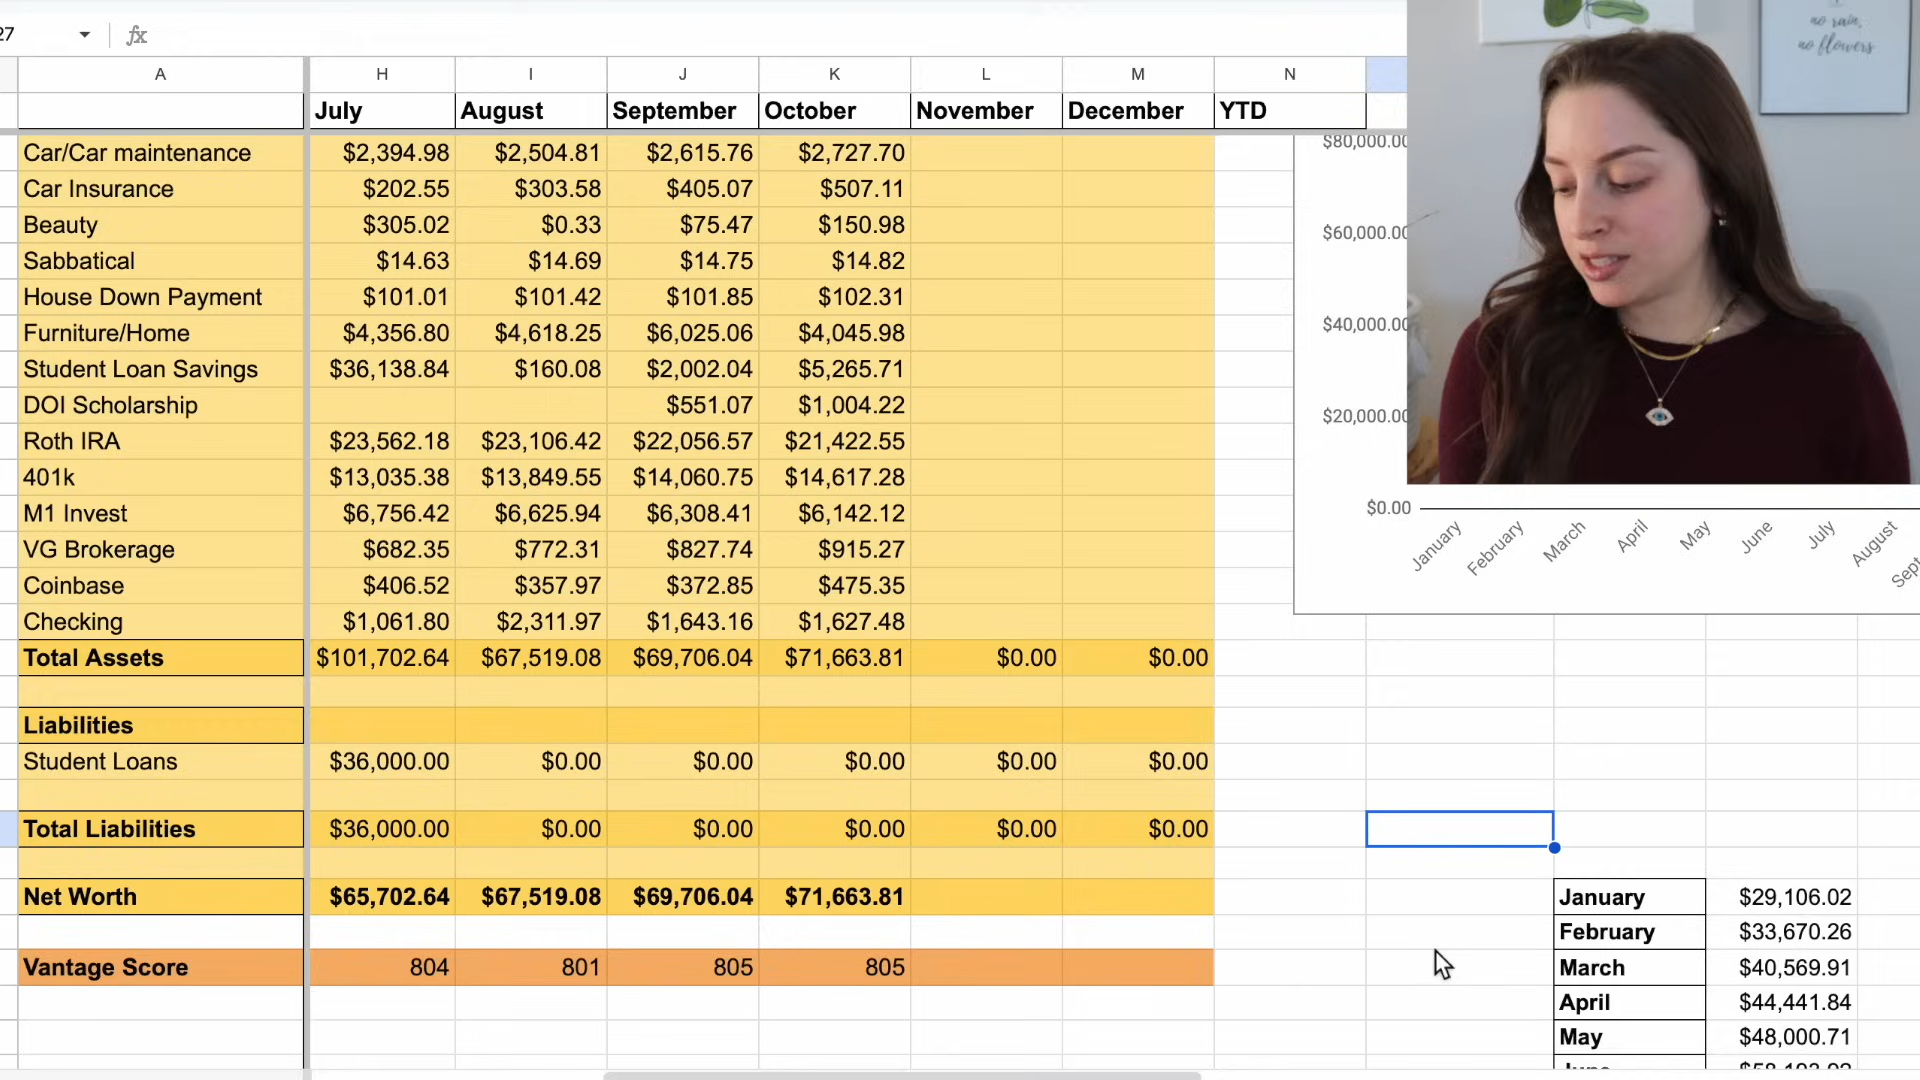 27 fx
A H I J K L M N
July August September October November December YTD
Car/Car maintenance $2,394.98 $2,504.81 $2,615.76 $2,727.70
Car Insurance $202.55 $303.58 $405.07 $507.11
Beauty $305.02 $0.33 $75.47 $150.98
Sabbatical $14.63 $14.69 $14.75 $14.82
House Down Payment $101.01 $101.42 $101.85 $102.31
Furniture/Home $4,356.80 $4,618.25 $6,025.06 $4,045.98
Student Loan Savings $36,138.84 $160.08 $2,002.04 $5,265.71
DOI Scholarship $551.07 $1,004.22
Roth IRA $23,562.18 $23,106.42 $22,056.57 $21,422.55
401k $13,035.38 $13,849.55 $14,060.75 $14,617.28
M1 Invest $6,756.42 $6,625.94 $6,308.41 $6,142.12
VG Brokerage $682.35 $772.31 $827.74 $915.27
Coinbase $406.52 $357.97 $372.85 $475.35
Checking $1,061.80 $2,311.97 $1,643.16 $1,627.48
Total Assets $101,702.64 $67,519.08 $69,706.04 $71,663.81 $0.00 $0.00
Liabilities
Student Loans $36,000.00 $0.00 $0.00 $0.00 $0.00 $0.00
Total Liabilities $36,000.00 $0.00 $0.00 $0.00 $0.00 $0.00
Net Worth $65,702.64 $67,519.08 $69,706.04 $71,663.81
Vantage Score 804 801 805 805
$80,000.00
$60,000.00
$40,000.00
$20,000.00
$0.00
January February March April May June July August Sept
no rain,
no flowers
January $29,106.02
February $33,670.26
March $40,569.91
April $44,441.84
May $48,000.71